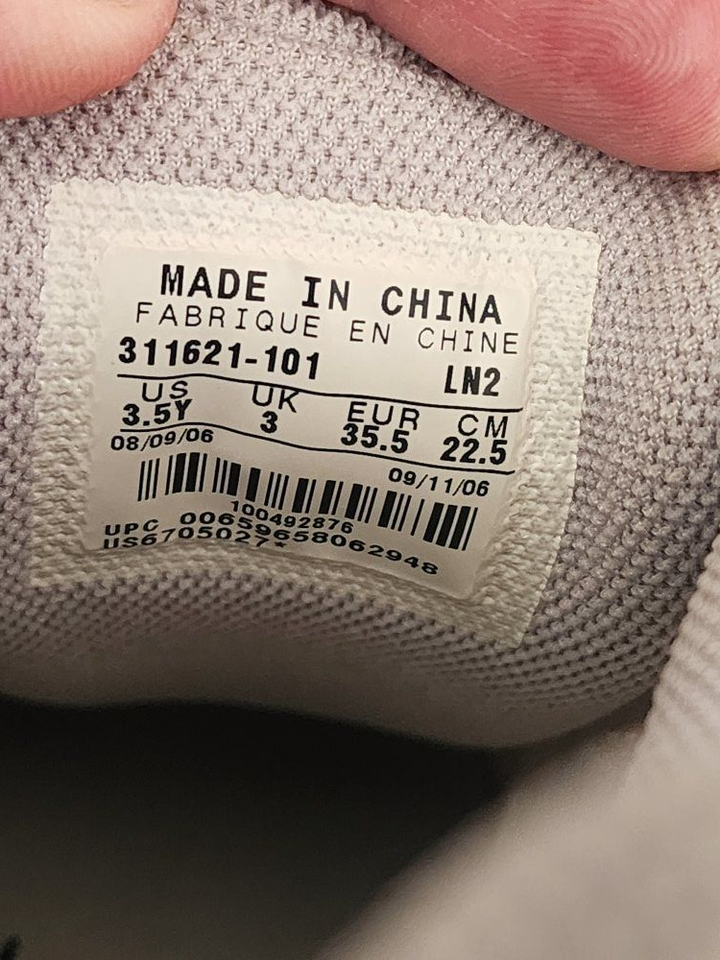 MADE IN CHINA
FABRIQUE EN CHINE
311621-101 LN2
US UK EUR CM
3.5Y 3 35.5 22.5
08/09/06 09/11/06
100492876
UPC 00659658062948
US6705027*